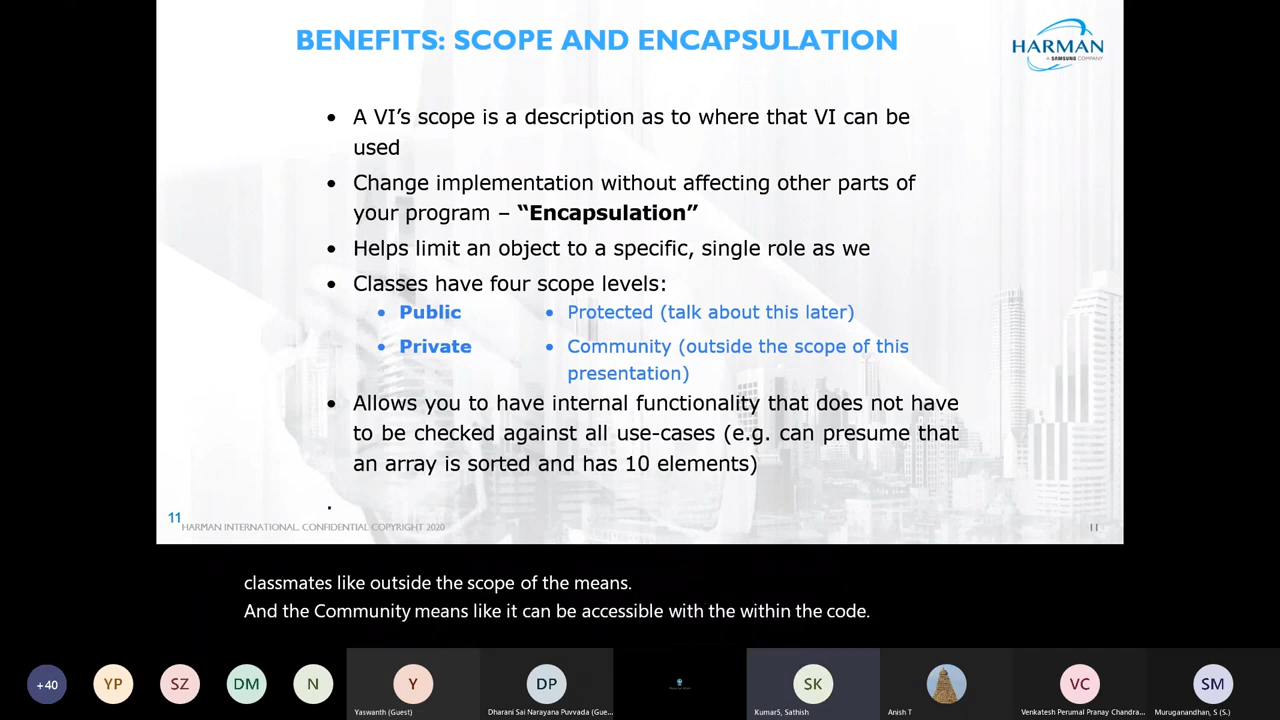 BENEFITS: SCOPE AND ENCAPSULATION
HARMAN
A SAMSUNG COMPANY
• A VI’s scope is a description as to where that VI can be
used
• Change implementation without affecting other parts of
your program – “Encapsulation”
• Helps limit an object to a specific, single role as we
• Classes have four scope levels:
• Public
• Protected (talk about this later)
• Private
• Community (outside the scope of this
presentation)
• Allows you to have internal functionality that does not have
to be checked against all use-cases (e.g. can presume that
an array is sorted and has 10 elements)
.
11
HARMAN INTERNATIONAL. CONFIDENTIAL COPYRIGHT 2020
11
classmates like outside the scope of the means.
And the Community means like it can be accessible with the within the code.
+40
YP
SZ
DM
N
Y
DP
SK
VC
SM
Yaswanth (Guest)
Dharani Sai Narayana Puvvada (Gue...
Kumar5, Sathish
Anish T
Venkatesh Perumal Pranay Chandra...
Muruganandhan, S (S.)